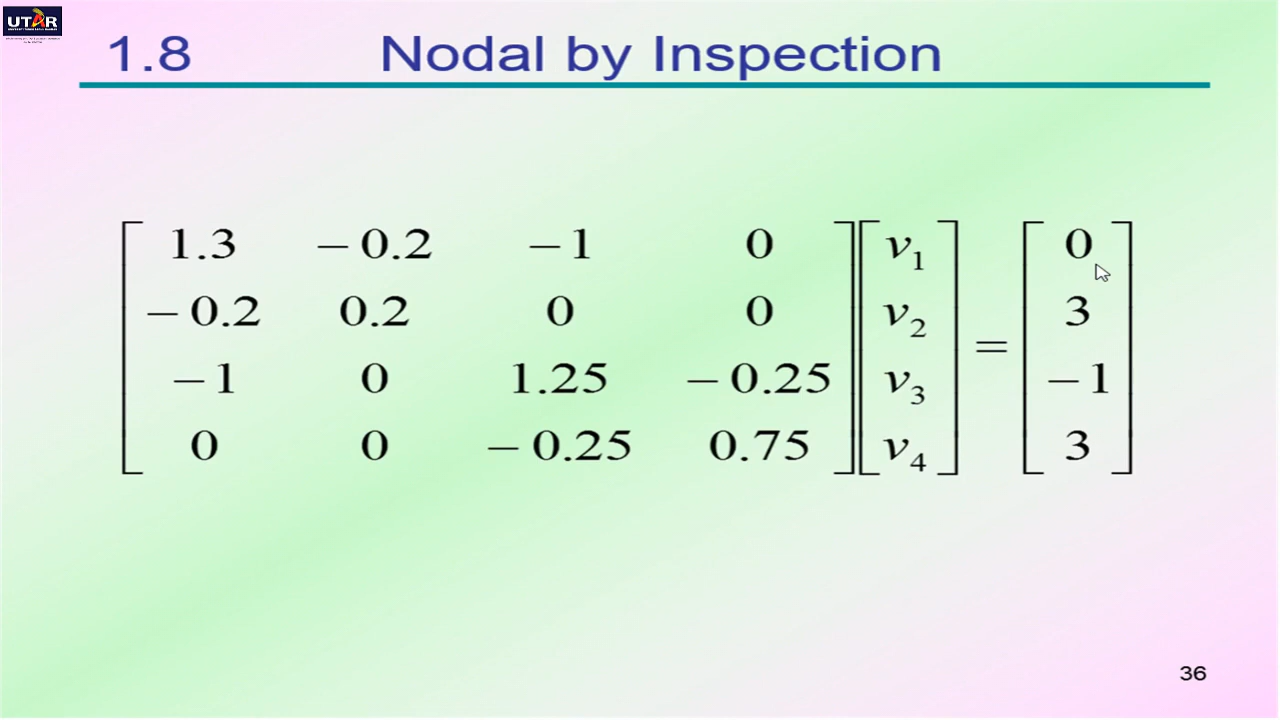 UTAR
1.8 Nodal by Inspection
1.3 −0.2 −1 0 v1 0
−0.2 0.2 0 0 v2 3
=
−1 0 1.25 −0.25 v3 −1
0 0 −0.25 0.75 v4 3
36